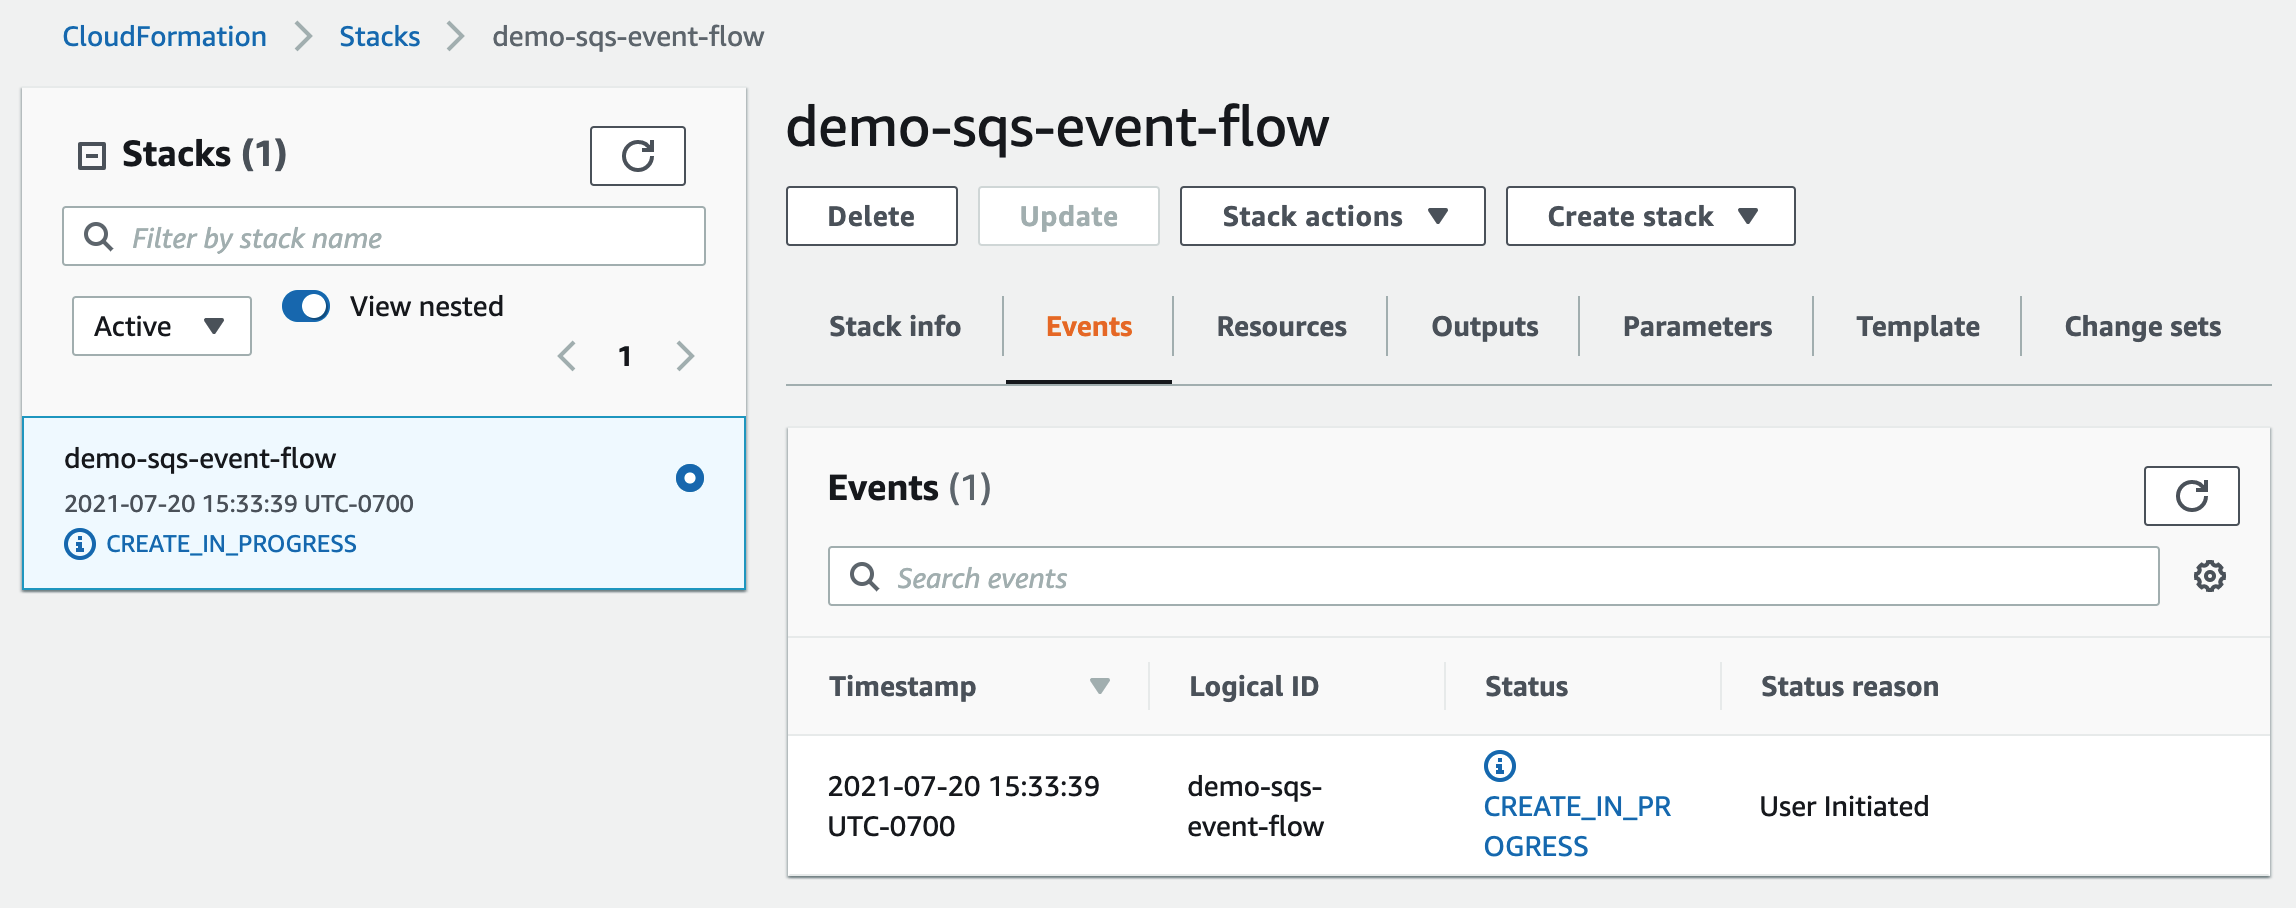 CloudFormation > Stacks > demo-sqs-event-flow
Stacks (1)
Filter by stack name
Active
View nested
1
demo-sqs-event-flow
2021-07-20 15:33:39 UTC-0700
CREATE_IN_PROGRESS
demo-sqs-event-flow
Delete Update Stack actions Create stack
Stack info Events Resources Outputs Parameters Template Change sets
Events (1)
Search events
Timestamp Logical ID Status Status reason
2021-07-20 15:33:39
UTC-0700
demo-sqs-
event-flow
CREATE_IN_PR
OGRESS
User Initiated